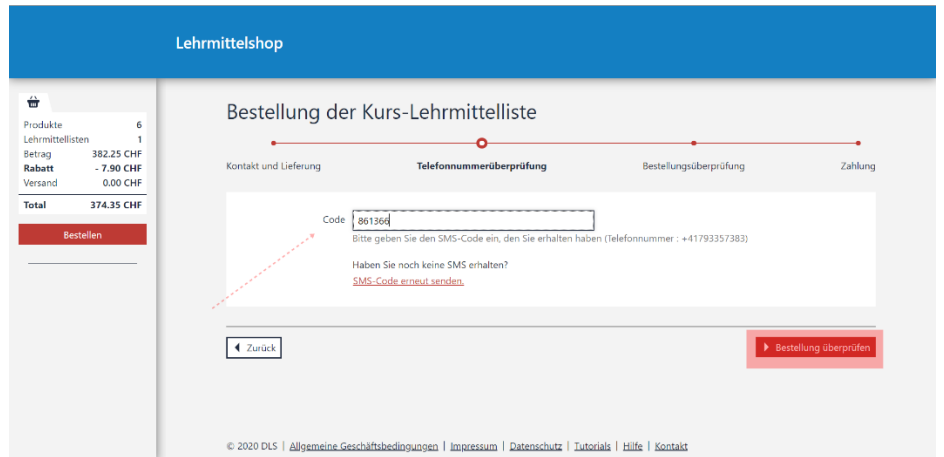 Lehrmittelshop
Produkte 6
Lehrmittellisten 1
Betrag 382.25 CHF
Rabatt - 7.90 CHF
Versand 0.00 CHF
Total 374.35 CHF
Bestellen
Bestellung der Kurs-Lehrmittelliste
Kontakt und Lieferung Telefonnummerüberprüfung Bestellungsüberprüfung Zahlung
Code 861366
Bitte geben Sie den SMS-Code ein, den Sie erhalten haben (Telefonnummer : +41793357383)
Haben Sie noch keine SMS erhalten?
SMS-Code erneut senden.
Zurück Bestellung überprüfen
© 2020 DLS | Allgemeine Geschäftsbedingungen | Impressum | Datenschutz | Tutorials | Hilfe | Kontakt